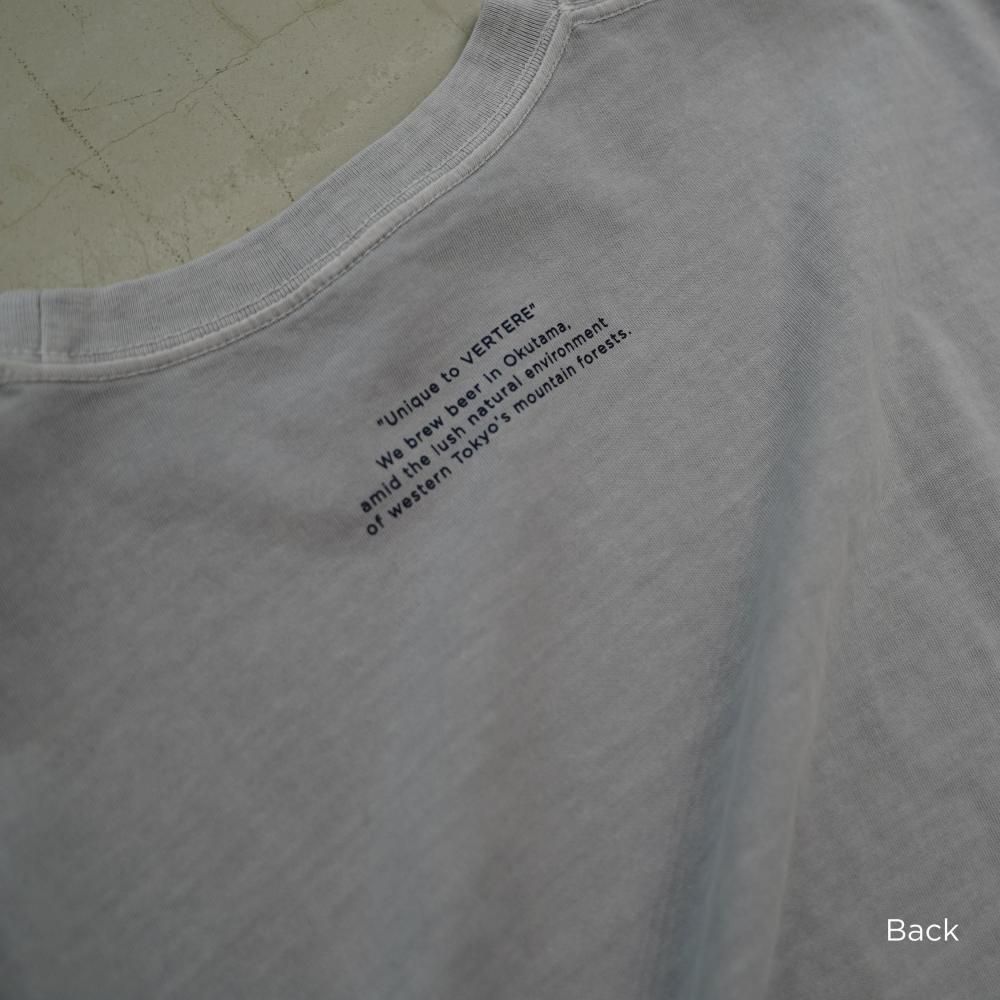 "Unique to VERTERE"
We brew beer in Okutama,
amid the lush natural environment
of western Tokyo's mountain forests.
Back